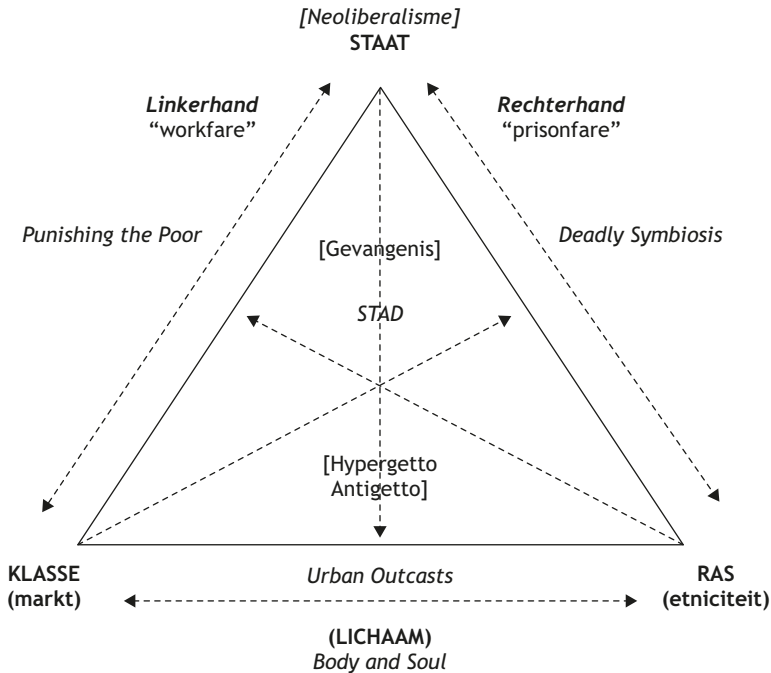 [Neoliberalisme]
STAAT
Linkerhand
"workfare"
Rechterhand
"prisonfare"
Punishing the Poor
[Gevangenis]
Deadly Symbiosis
STAD
[Hypergetto
Antigetto]
KLASSE
(markt)
Urban Outcasts
RAS
(etniciteit)
(LICHAAM)
Body and Soul